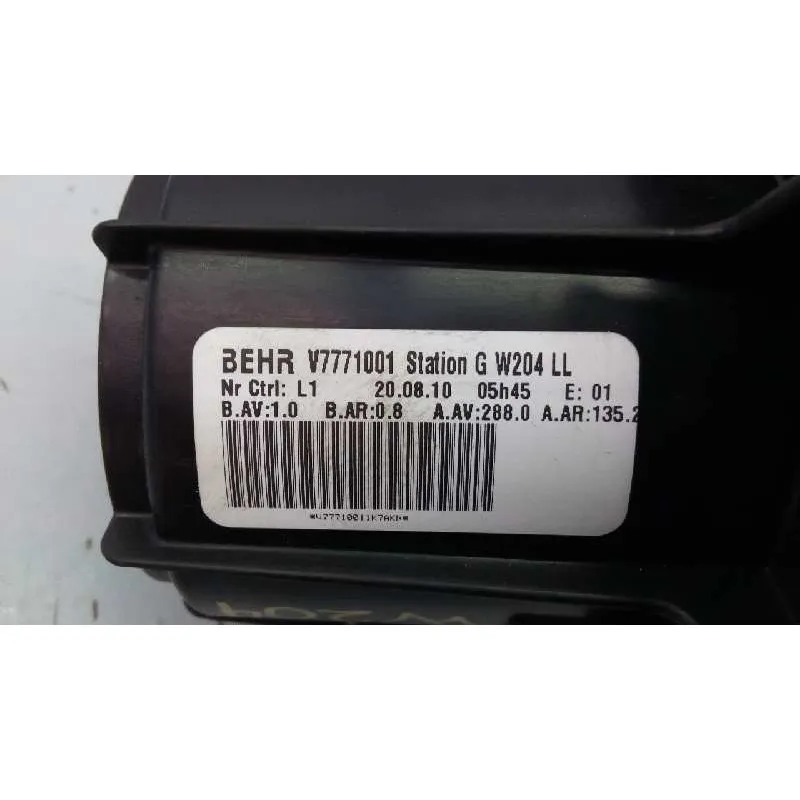 BEHR V7771001 Station G W204 LL
Nr Ctrl: L1 20.08.10 05h45 E: 01
B.AV:1.0 B.AR:0.8 A.AV:288.0 A.AR:135.2
W204